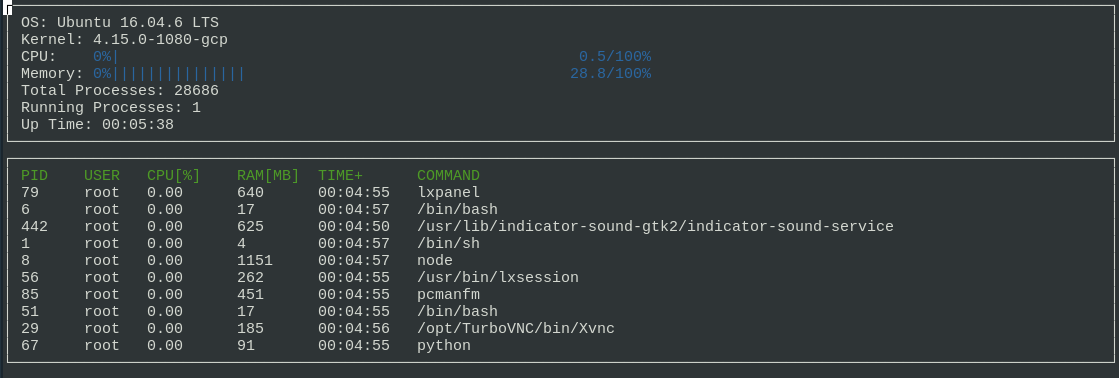 OS: Ubuntu 16.04.6 LTS
Kernel: 4.15.0-1080-gcp
CPU: 0%| 0.5/100%
Memory: 0%||||||||||||||| 28.8/100%
Total Processes: 28686
Running Processes: 1
Up Time: 00:05:38
PID USER CPU[%] RAM[MB] TIME+ COMMAND
79 root 0.00 640 00:04:55 lxpanel
6 root 0.00 17 00:04:57 /bin/bash
442 root 0.00 625 00:04:50 /usr/lib/indicator-sound-gtk2/indicator-sound-service
1 root 0.00 4 00:04:57 /bin/sh
8 root 0.00 1151 00:04:57 node
56 root 0.00 262 00:04:55 /usr/bin/lxsession
85 root 0.00 451 00:04:55 pcmanfm
51 root 0.00 17 00:04:55 /bin/bash
29 root 0.00 185 00:04:56 /opt/TurboVNC/bin/Xvnc
67 root 0.00 91 00:04:55 python